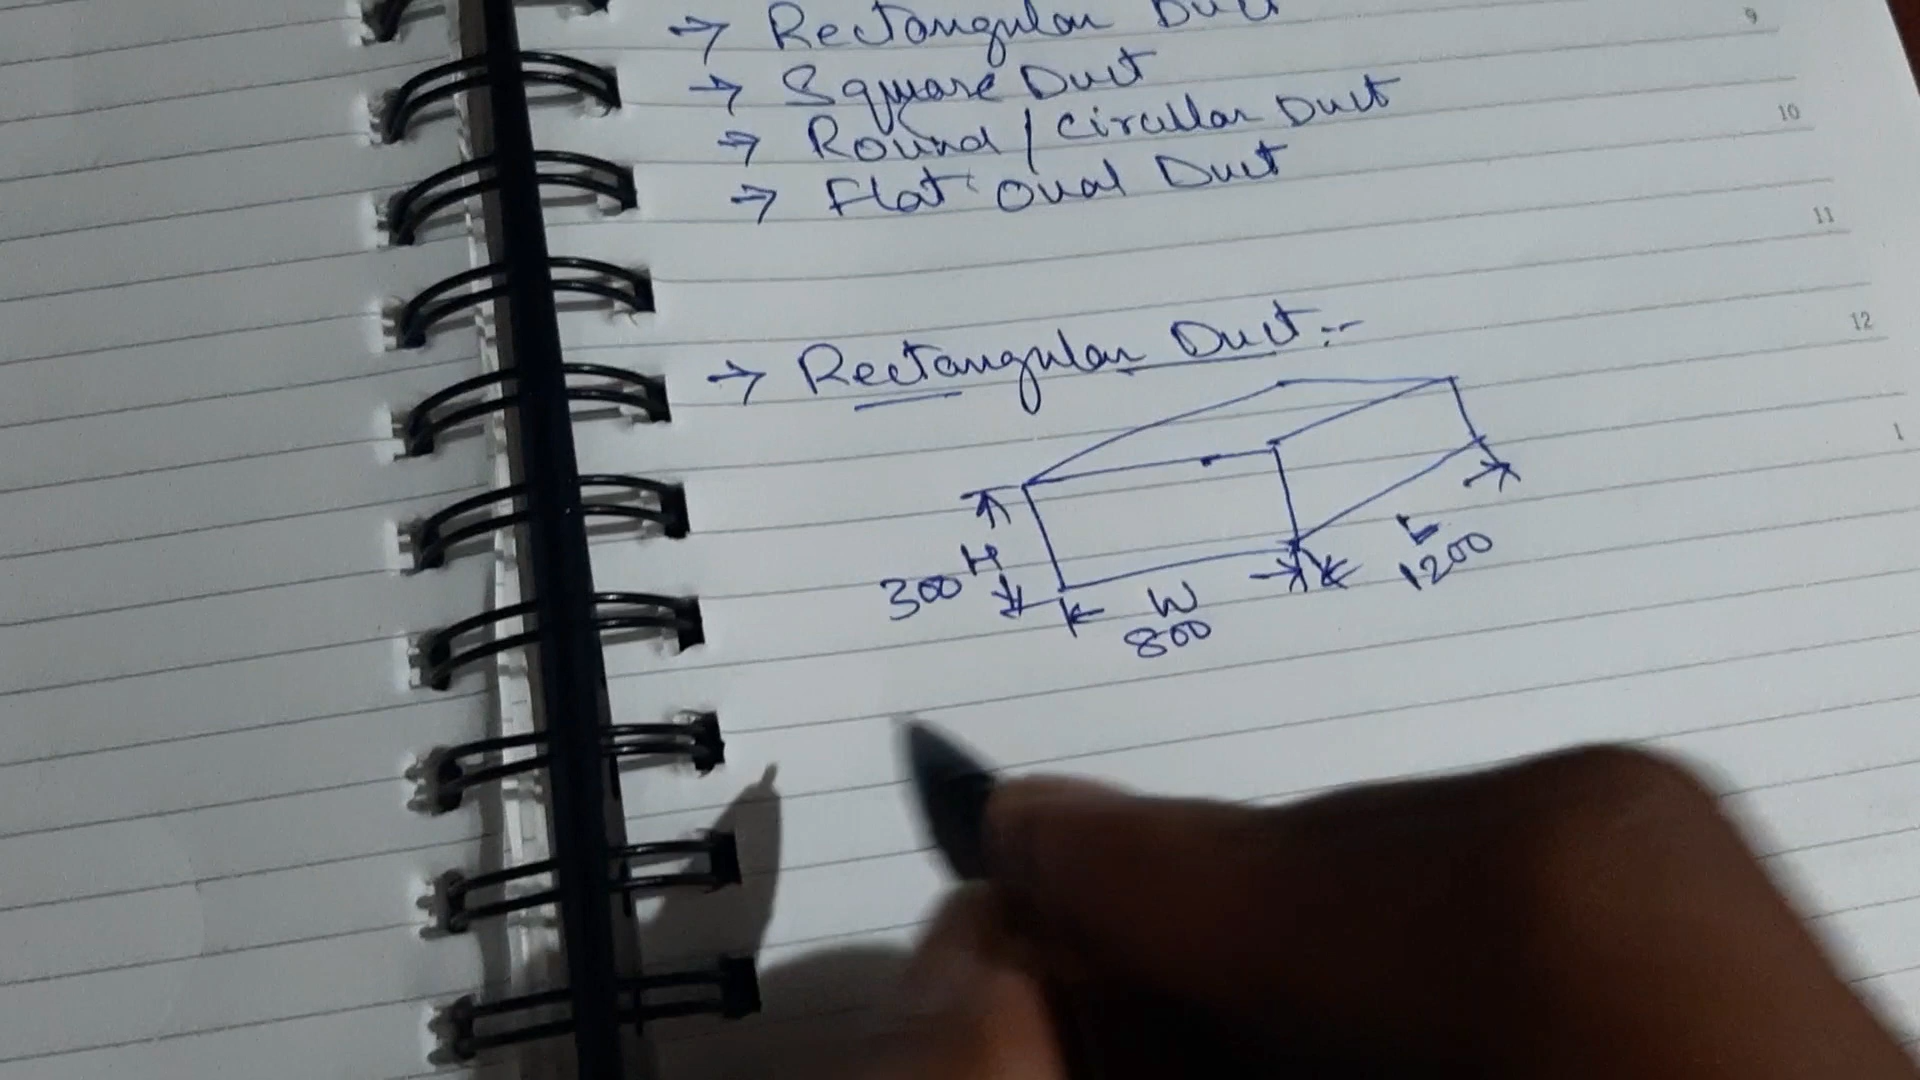 → Rectangular Duct
→ Square Duct
→ Round / Circular Duct
→ Flat oval Duct
→ Rectangular Duct:-
H
300
W
800
L
1200
9
10
11
12
1